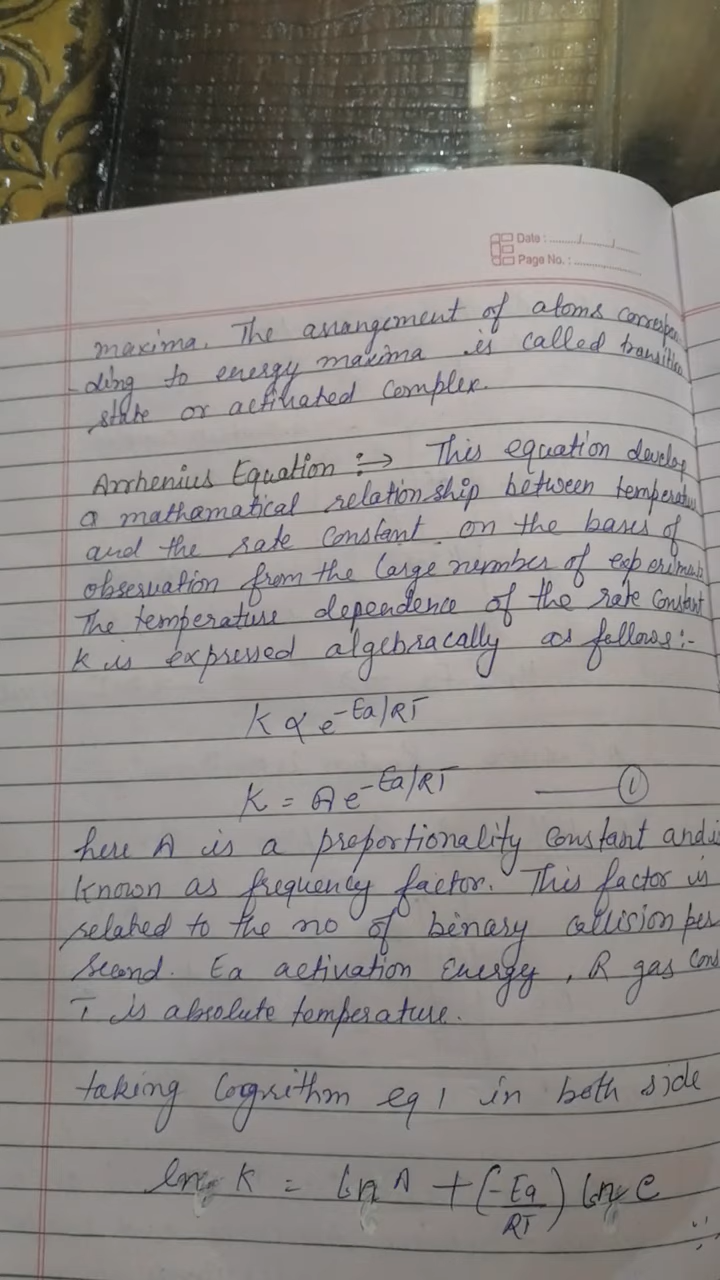 Date : ......../......./.......
Page No. : ....................
maxima. The arrangement of atoms correspon
-ding to energy maxima is called transition
state or activated complex.
Arrhenius Equation :→ This equation develop
a mathamatical relationship between temperature
and the rate constant on the bases of
obseruation from the large number of experiments
The temperature dependence of the rate constant
K is expressed algebracally as follows:-
K ∝ e^-Ea/RT
K = A e^-Ea/RT —— ①
here A is a proportionality constant and is
known as frequency factor. This factor is
related to the no of binary collision per
second. Ea activation Energy, R gas cons
T is absolute temperature.
taking logrithm eq 1 in both side
ln K = ln A + (-Ea/RT) ln e